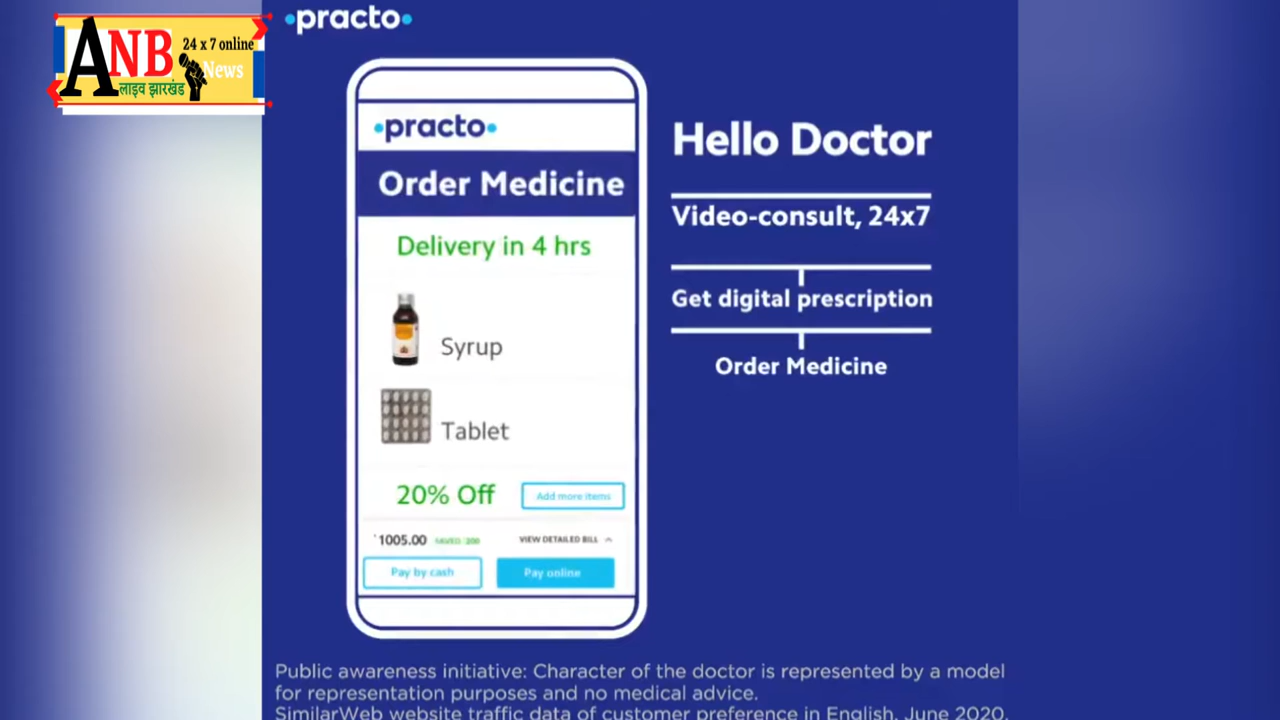 ANB
24 x 7 online
News
लाइव झारखंड
•practo•
•practo•
Order Medicine
Delivery in 4 hrs
Syrup
Tablet
20% Off
Add more items
1005.00 SAVED 200
VIEW DETAILED BILL
Pay by cash
Pay online
Hello Doctor
Video-consult, 24x7
Get digital prescription
Order Medicine
Public awareness initiative: Character of the doctor is represented by a model
for representation purposes and no medical advice.
SimilarWeb website traffic data of customer preference in English, June 2020.